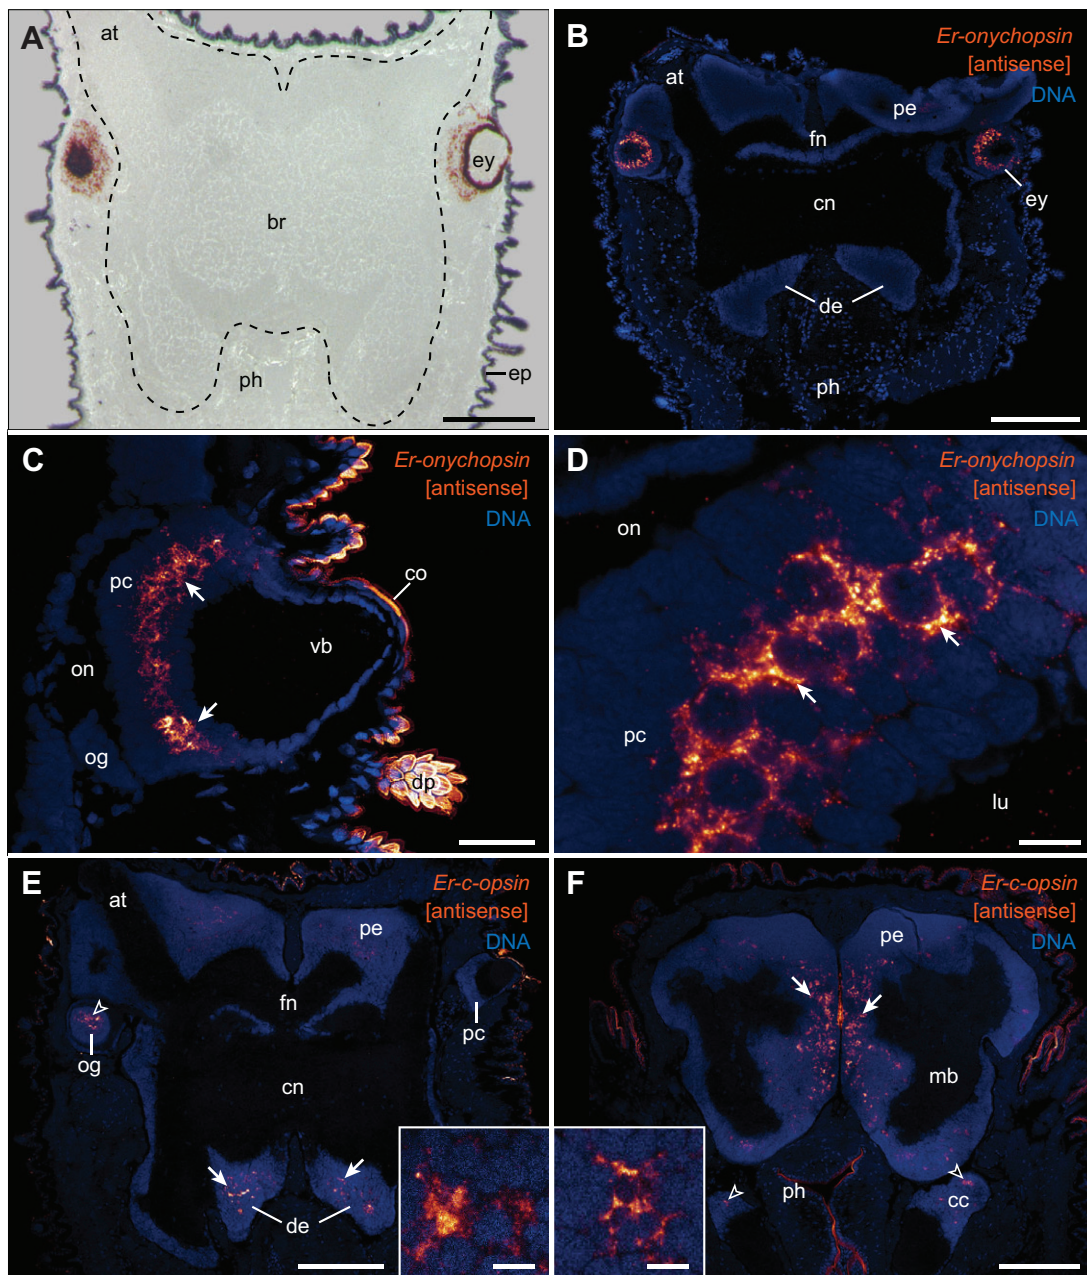 A
at
ey
br
ph
ep
B
Er-onychopsin
[antisense]
DNA
at
pe
fn
ey
cn
de
ph
C
Er-onychopsin
[antisense]
DNA
pc
co
vb
on
og
dp
D
Er-onychopsin
[antisense]
DNA
on
pc
lu
E
Er-c-opsin
[antisense]
DNA
at
pe
fn
pc
og
cn
de
F
Er-c-opsin
[antisense]
DNA
pe
mb
ph
cc